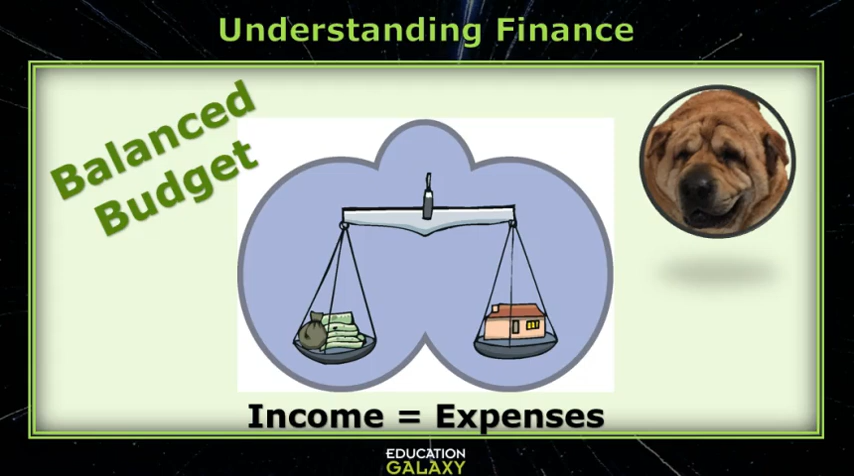 Understanding Finance
Balanced
Budget
Income = Expenses
EDUCATION
GALAXY